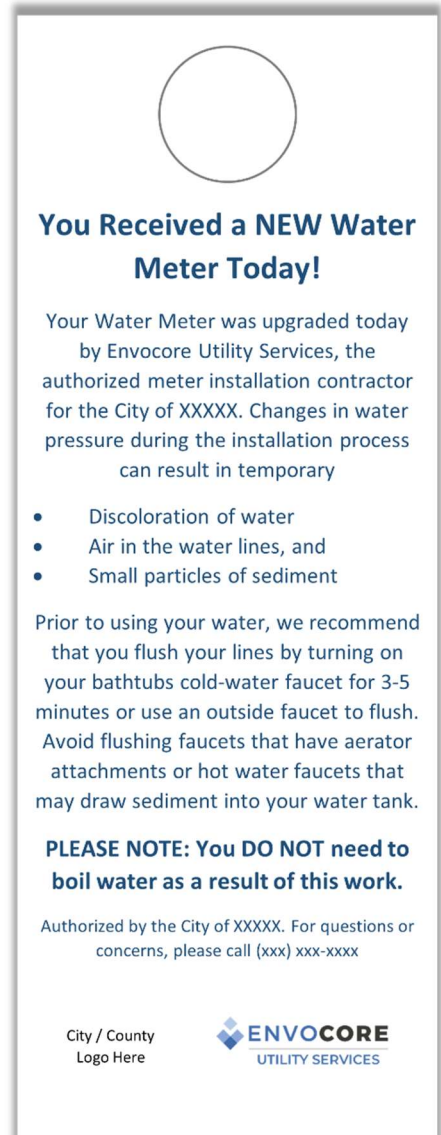 You Received a NEW Water
Meter Today!
Your Water Meter was upgraded today
by Envocore Utility Services, the
authorized meter installation contractor
for the City of XXXXX. Changes in water
pressure during the installation process
can result in temporary
• Discoloration of water
• Air in the water lines, and
• Small particles of sediment
Prior to using your water, we recommend
that you flush your lines by turning on
your bathtubs cold-water faucet for 3-5
minutes or use an outside faucet to flush.
Avoid flushing faucets that have aerator
attachments or hot water faucets that
may draw sediment into your water tank.
PLEASE NOTE: You DO NOT need to
boil water as a result of this work.
Authorized by the City of XXXXX. For questions or
concerns, please call (xxx) xxx-xxxx
City / County
Logo Here
ENVOCORE
UTILITY SERVICES